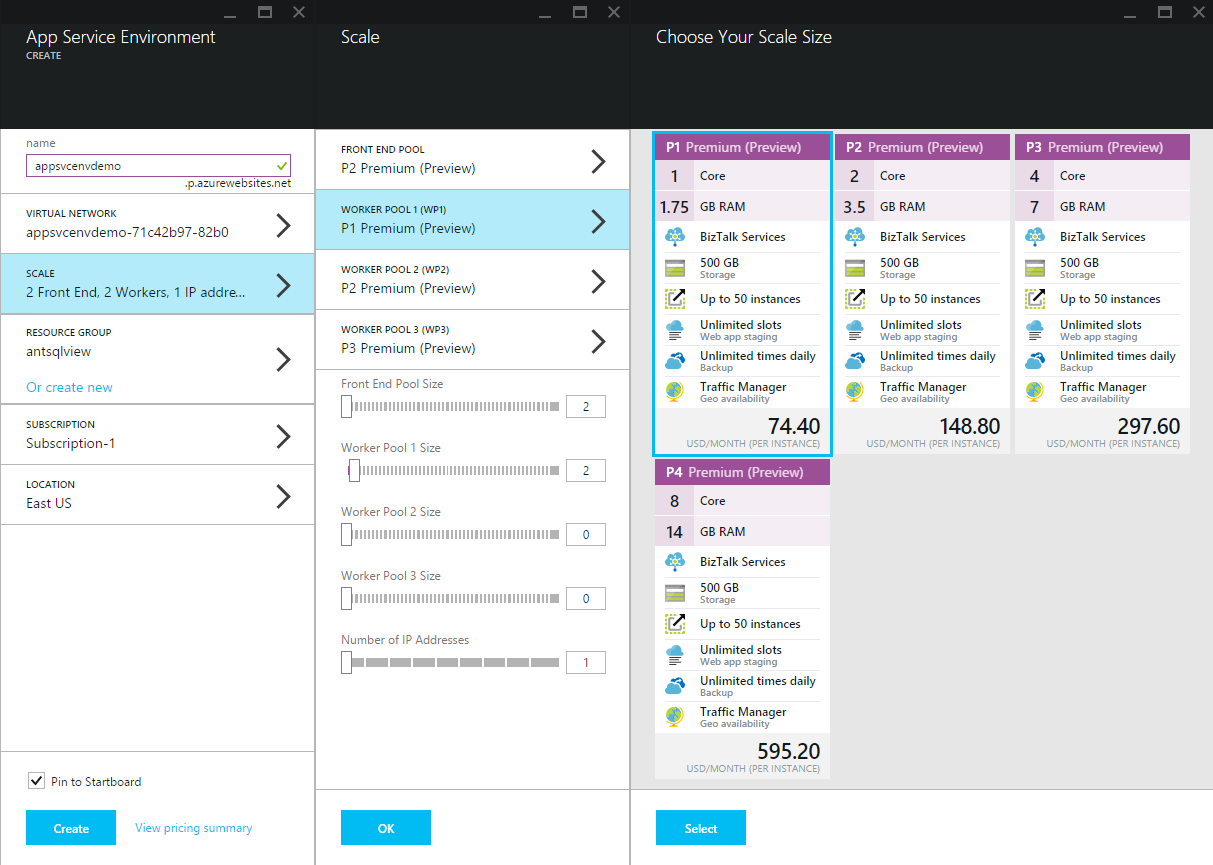 App Service Environment
CREATE
name
appsvcenvdemo
.p.azurewebsites.net
VIRTUAL NETWORK
appsvcenvdemo-71c42b97-82b0
SCALE
2 Front End, 2 Workers, 1 IP addre...
RESOURCE GROUP
antsqlview
Or create new
SUBSCRIPTION
Subscription-1
LOCATION
East US
Pin to Startboard
Create
View pricing summary
Scale
FRONT END POOL
P2 Premium (Preview)
WORKER POOL 1 (WP1)
P1 Premium (Preview)
WORKER POOL 2 (WP2)
P2 Premium (Preview)
WORKER POOL 3 (WP3)
P3 Premium (Preview)
Front End Pool Size
2
Worker Pool 1 Size
2
Worker Pool 2 Size
0
Worker Pool 3 Size
0
Number of IP Addresses
1
OK
Choose Your Scale Size
P1 Premium (Preview)
1 Core
1.75 GB RAM
BizTalk Services
500 GB
Storage
Up to 50 instances
Unlimited slots
Web app staging
Unlimited times daily
Backup
Traffic Manager
Geo availability
74.40
USD/MONTH (PER INSTANCE)
P2 Premium (Preview)
2 Core
3.5 GB RAM
BizTalk Services
500 GB
Storage
Up to 50 instances
Unlimited slots
Web app staging
Unlimited times daily
Backup
Traffic Manager
Geo availability
148.80
USD/MONTH (PER INSTANCE)
P3 Premium (Preview)
4 Core
7 GB RAM
BizTalk Services
500 GB
Storage
Up to 50 instances
Unlimited slots
Web app staging
Unlimited times daily
Backup
Traffic Manager
Geo availability
297.60
USD/MONTH (PER INSTANCE)
P4 Premium (Preview)
8 Core
14 GB RAM
BizTalk Services
500 GB
Storage
Up to 50 instances
Unlimited slots
Web app staging
Unlimited times daily
Backup
Traffic Manager
Geo availability
595.20
USD/MONTH (PER INSTANCE)
Select